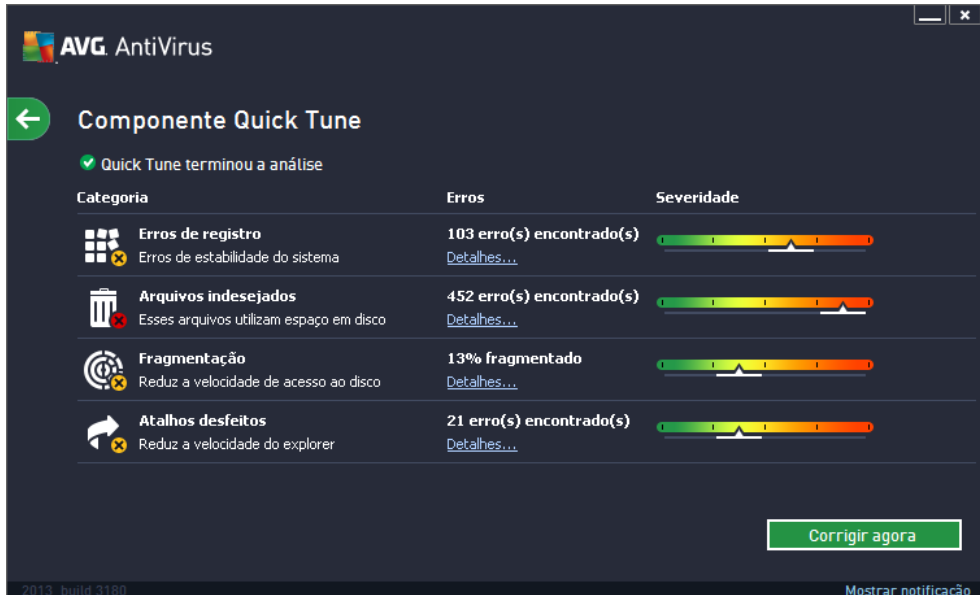 AVG. AntiVirus
Componente Quick Tune
Quick Tune terminou a análise
Categoria Erros Severidade
Erros de registro 103 erro(s) encontrado(s)
Erros de estabilidade do sistema Detalhes...
Arquivos indesejados 452 erro(s) encontrado(s)
Esses arquivos utilizam espaço em disco Detalhes...
Fragmentação 13% fragmentado
Reduz a velocidade de acesso ao disco Detalhes...
Atalhos desfeitos 21 erro(s) encontrado(s)
Reduz a velocidade do explorer Detalhes...
Corrigir agora
2013 build 3180 Mostrar notificação